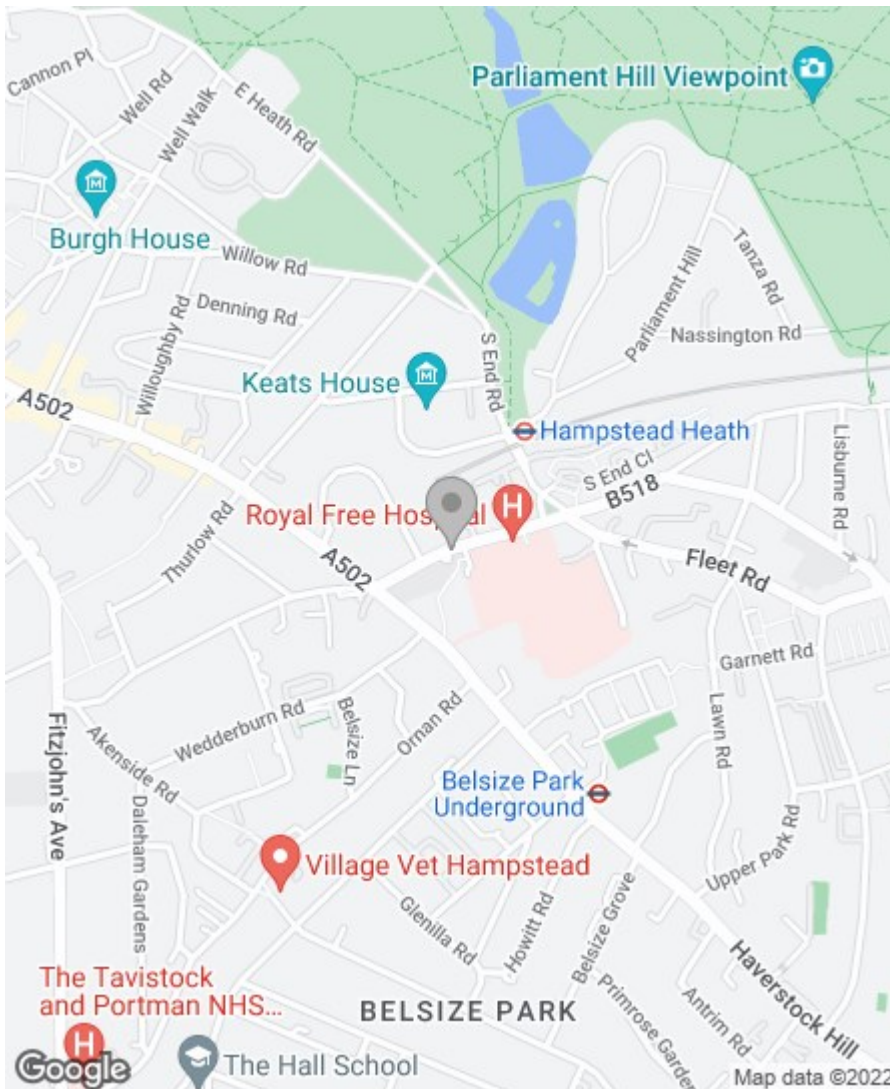 Cannon Pl
Well Rd
Well Walk
E Heath Rd
Parliament Hill Viewpoint
M
Burgh House
Willow Rd
Denning Rd
Willoughby Rd
Tanza Rd
Parliament Hill
Nassington Rd
S End Rd
M
Keats House
A502
Hampstead Heath
Lisburne Rd
S End Cl
B518
Royal Free Hospital
H
Thurlow Rd
A502
Fleet Rd
Garnett Rd
Lawn Rd
Ornan Rd
Wedderburn Rd
Belsize Ln
Akenside Rd
Fitzjohn's Ave
Daleham Gardens
Belsize Park
Underground
Upper Park Rd
Village Vet Hampstead
Glenilla Rd
Howitt Rd
Belsize Grove
Haverstock Hill
Primrose Garden
Antrim Rd
The Tavistock
and Portman NHS...
H
BELSIZE PARK
The Hall School
Google
Map data ©2022